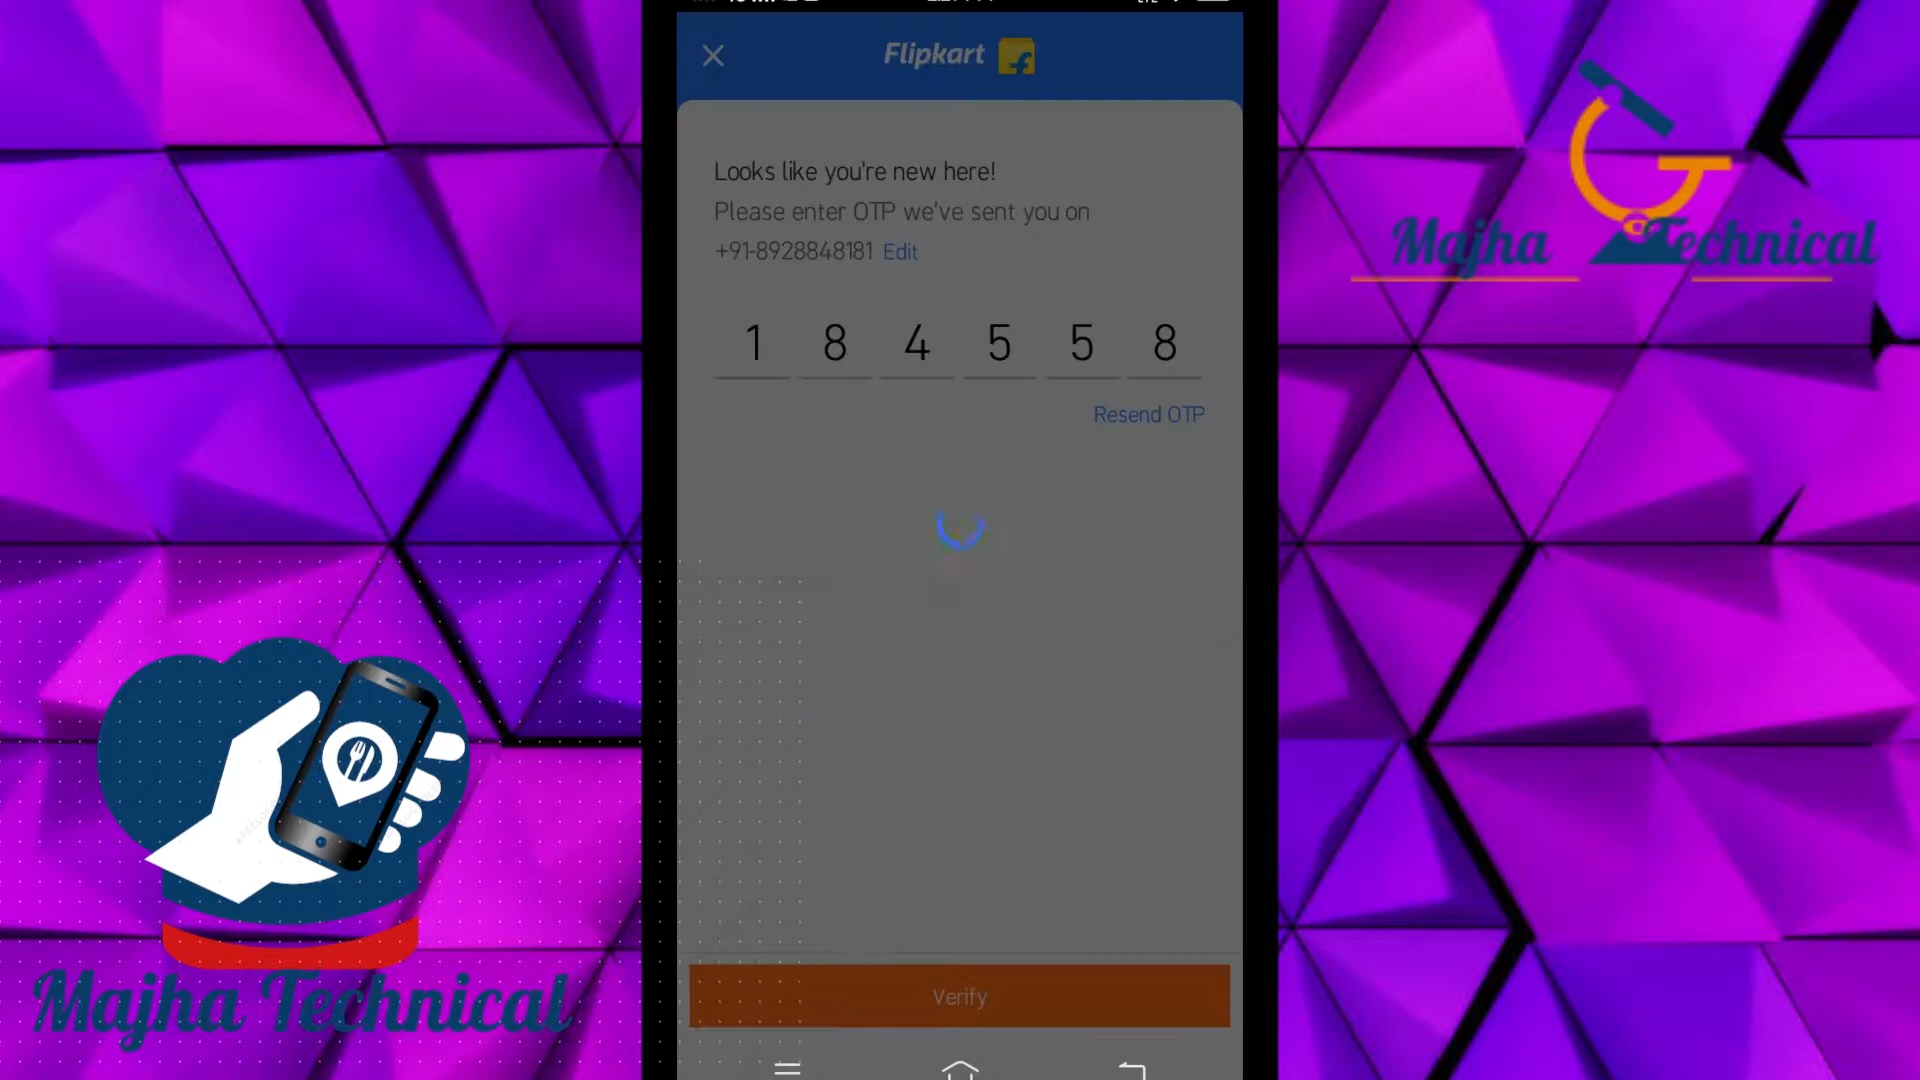 Flipkart
Looks like you're new here!
Please enter OTP we've sent you on
+91-8928848181 Edit
1 8 4 5 5 8
Resend OTP
Verify
Majha Technical
Majha Technical